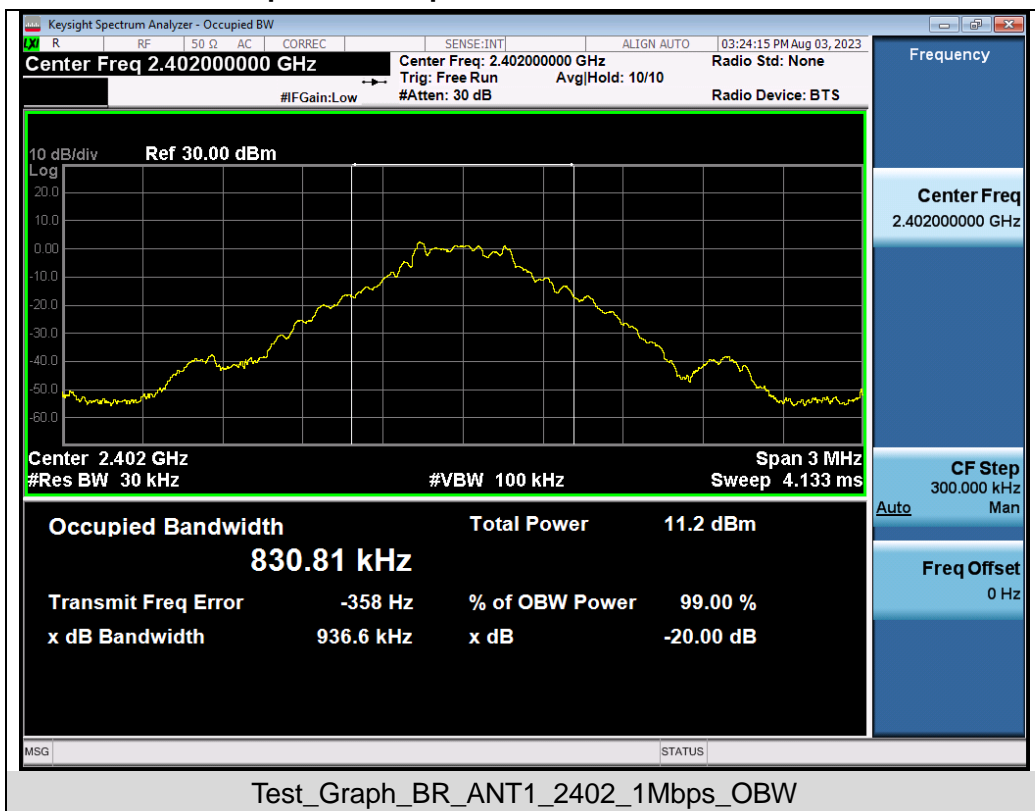 Keysight Spectrum Analyzer - Occupied BW
LXI R RF 50 Ω AC CORREC SENSE:INT ALIGN AUTO 03:24:15 PM Aug 03, 2023
Center Freq 2.402000000 GHz
Center Freq: 2.402000000 GHz
Radio Std: None
Trig: Free Run Avg|Hold: 10/10
#IFGain:Low #Atten: 30 dB Radio Device: BTS
10 dB/div Ref 30.00 dBm
Log
20.0
10.0
0.00
-10.0
-20.0
-30.0
-40.0
-50.0
-60.0
Center 2.402 GHz Span 3 MHz
#Res BW 30 kHz #VBW 100 kHz Sweep 4.133 ms
Occupied Bandwidth Total Power 11.2 dBm
830.81 kHz
Transmit Freq Error -358 Hz % of OBW Power 99.00 %
x dB Bandwidth 936.6 kHz x dB -20.00 dB
MSG STATUS
Frequency
Center Freq
2.402000000 GHz
CF Step
300.000 kHz
Auto Man
Freq Offset
0 Hz
Test_Graph_BR_ANT1_2402_1Mbps_OBW